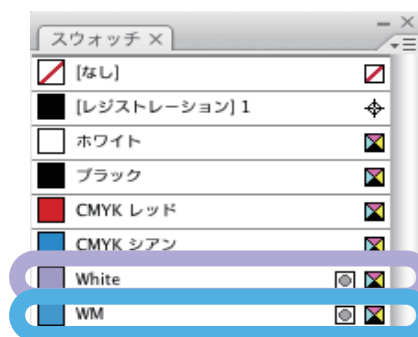 スウォッチ ×
[なし]
[レジストレーション] 1
ホワイト
ブラック
CMYK レッド
CMYK シアン
White
WM